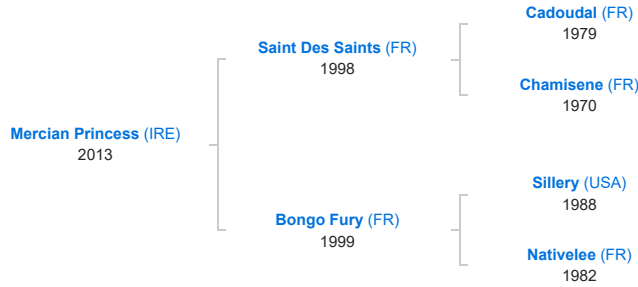 Cadoudal (FR)
1979
Saint Des Saints (FR)
1998
Chamisene (FR)
1970
Mercian Princess (IRE)
2013
Sillery (USA)
1988
Bongo Fury (FR)
1999
Nativelee (FR)
1982